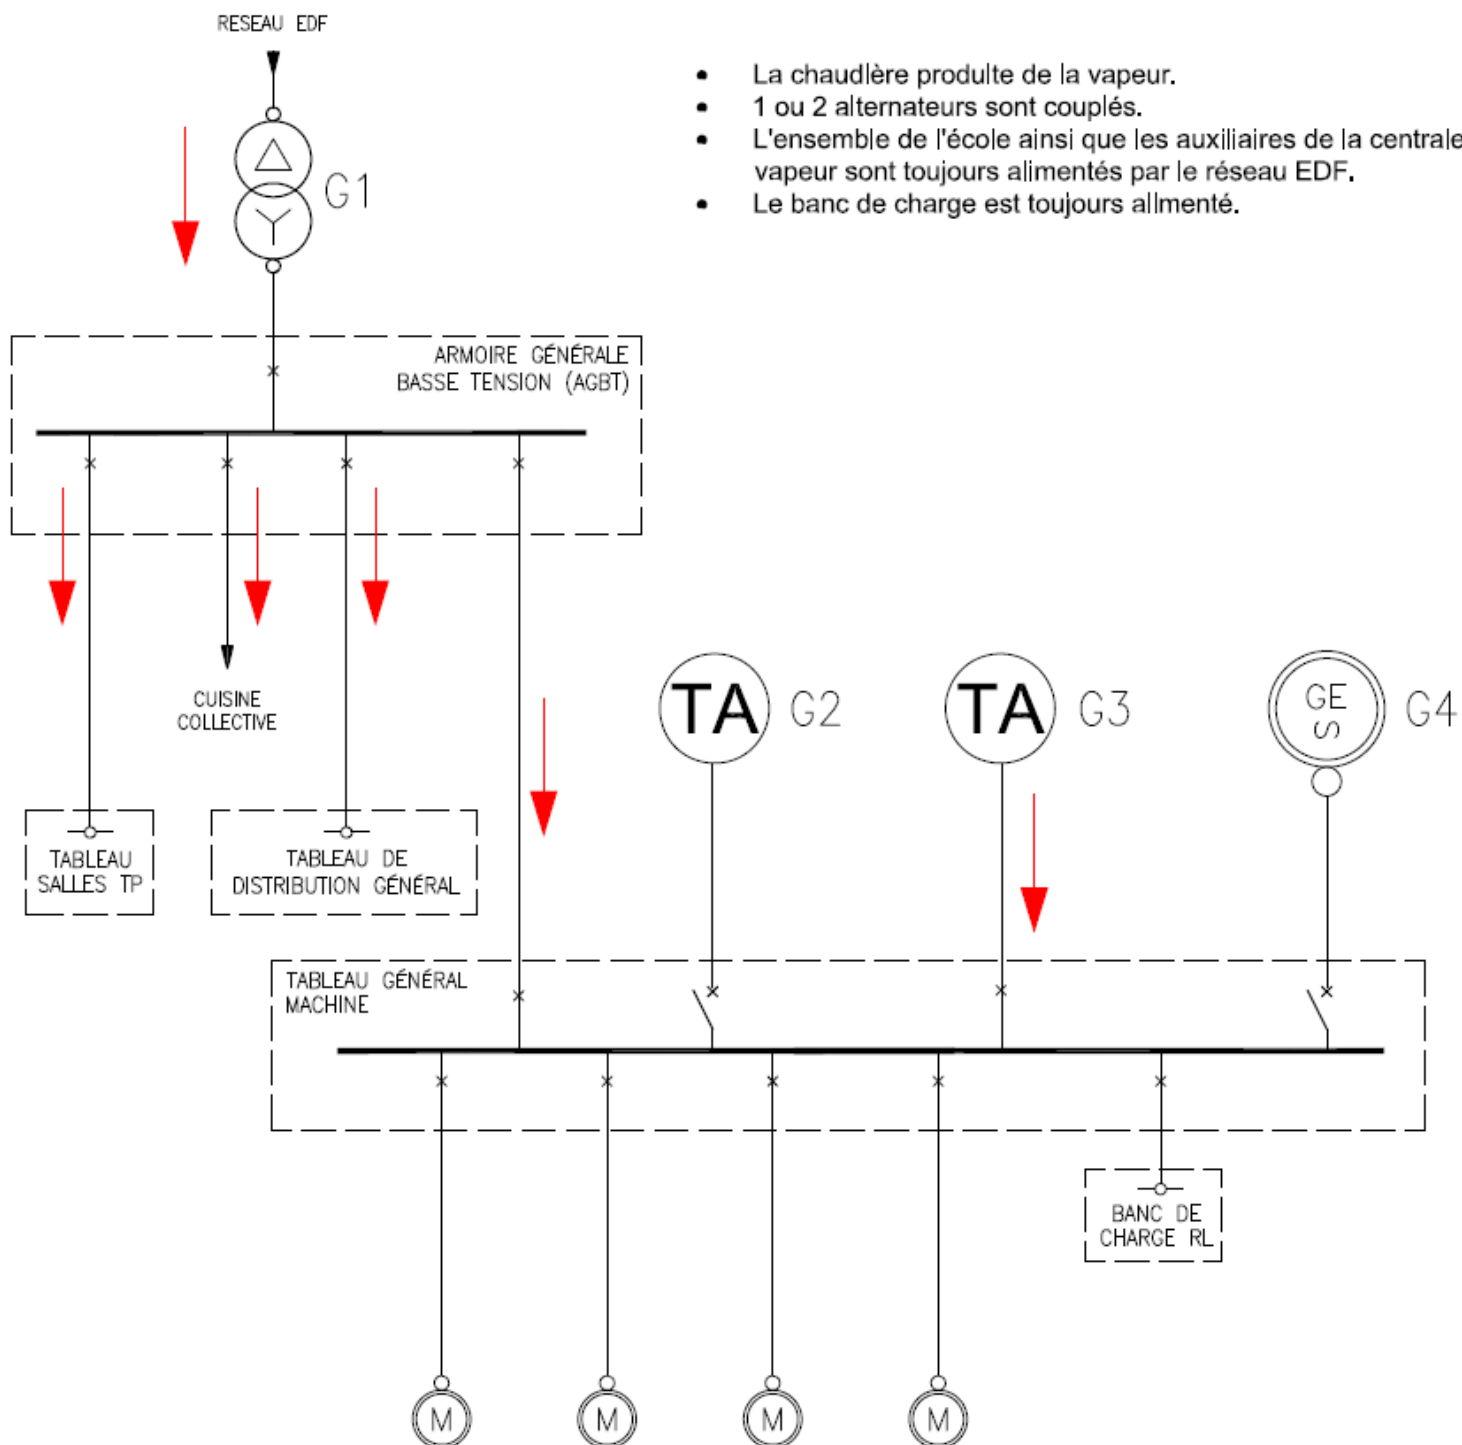 RESEAU EDF
• La chaudière produite de la vapeur.
• 1 ou 2 alternateurs sont couplés.
• L'ensemble de l'école ainsi que les auxiliaires de la centrale
vapeur sont toujours alimentés par le réseau EDF.
• Le banc de charge est toujours alimenté.
G1
ARMOIRE GÉNÉRALE
BASSE TENSION (AGBT)
CUISINE
COLLECTIVE
TA G2
TA G3
GE
S
G4
TABLEAU
SALLES TP
TABLEAU DE
DISTRIBUTION GÉNÉRAL
TABLEAU GÉNÉRAL
MACHINE
BANC DE
CHARGE RL
M M M M